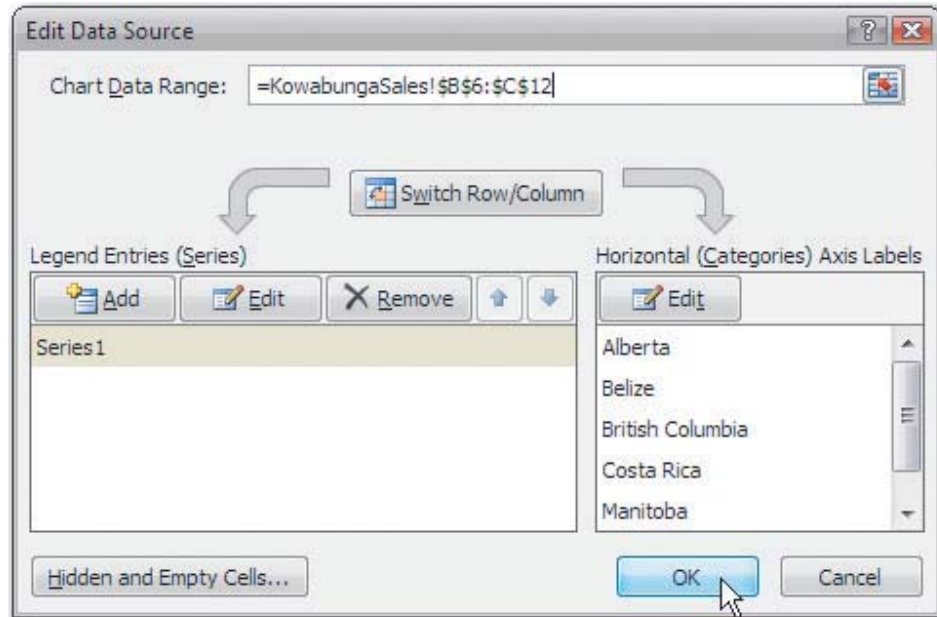 Edit Data Source
Chart Data Range: =KowabungaSales!$B$6:$C$12
Switch Row/Column
Legend Entries (Series)
Add Edit Remove
Series1
Horizontal (Categories) Axis Labels
Edit
Alberta
Belize
British Columbia
Costa Rica
Manitoba
Hidden and Empty Cells...
OK Cancel